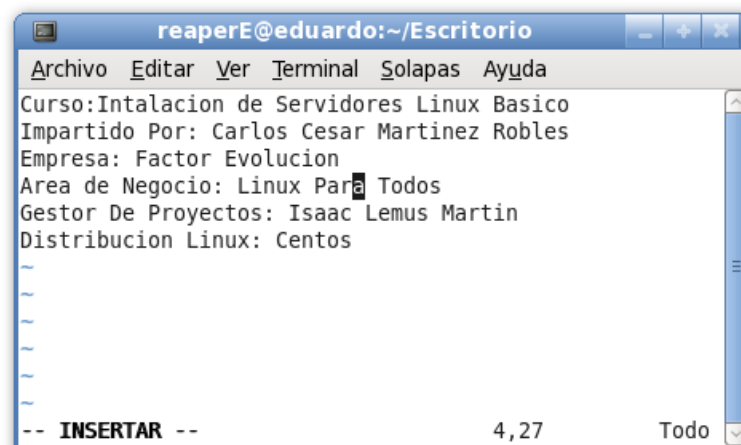 reaperE@eduardo:~/Escritorio
Archivo Editar Ver Terminal Solapas Ayuda
Curso:Intalacion de Servidores Linux Basico
Impartido Por: Carlos Cesar Martinez Robles
Empresa: Factor Evolucion
Area de Negocio: Linux Para Todos
Gestor De Proyectos: Isaac Lemus Martin
Distribucion Linux: Centos
~
~
~
~
~
~
-- INSERTAR -- 4,27 Todo